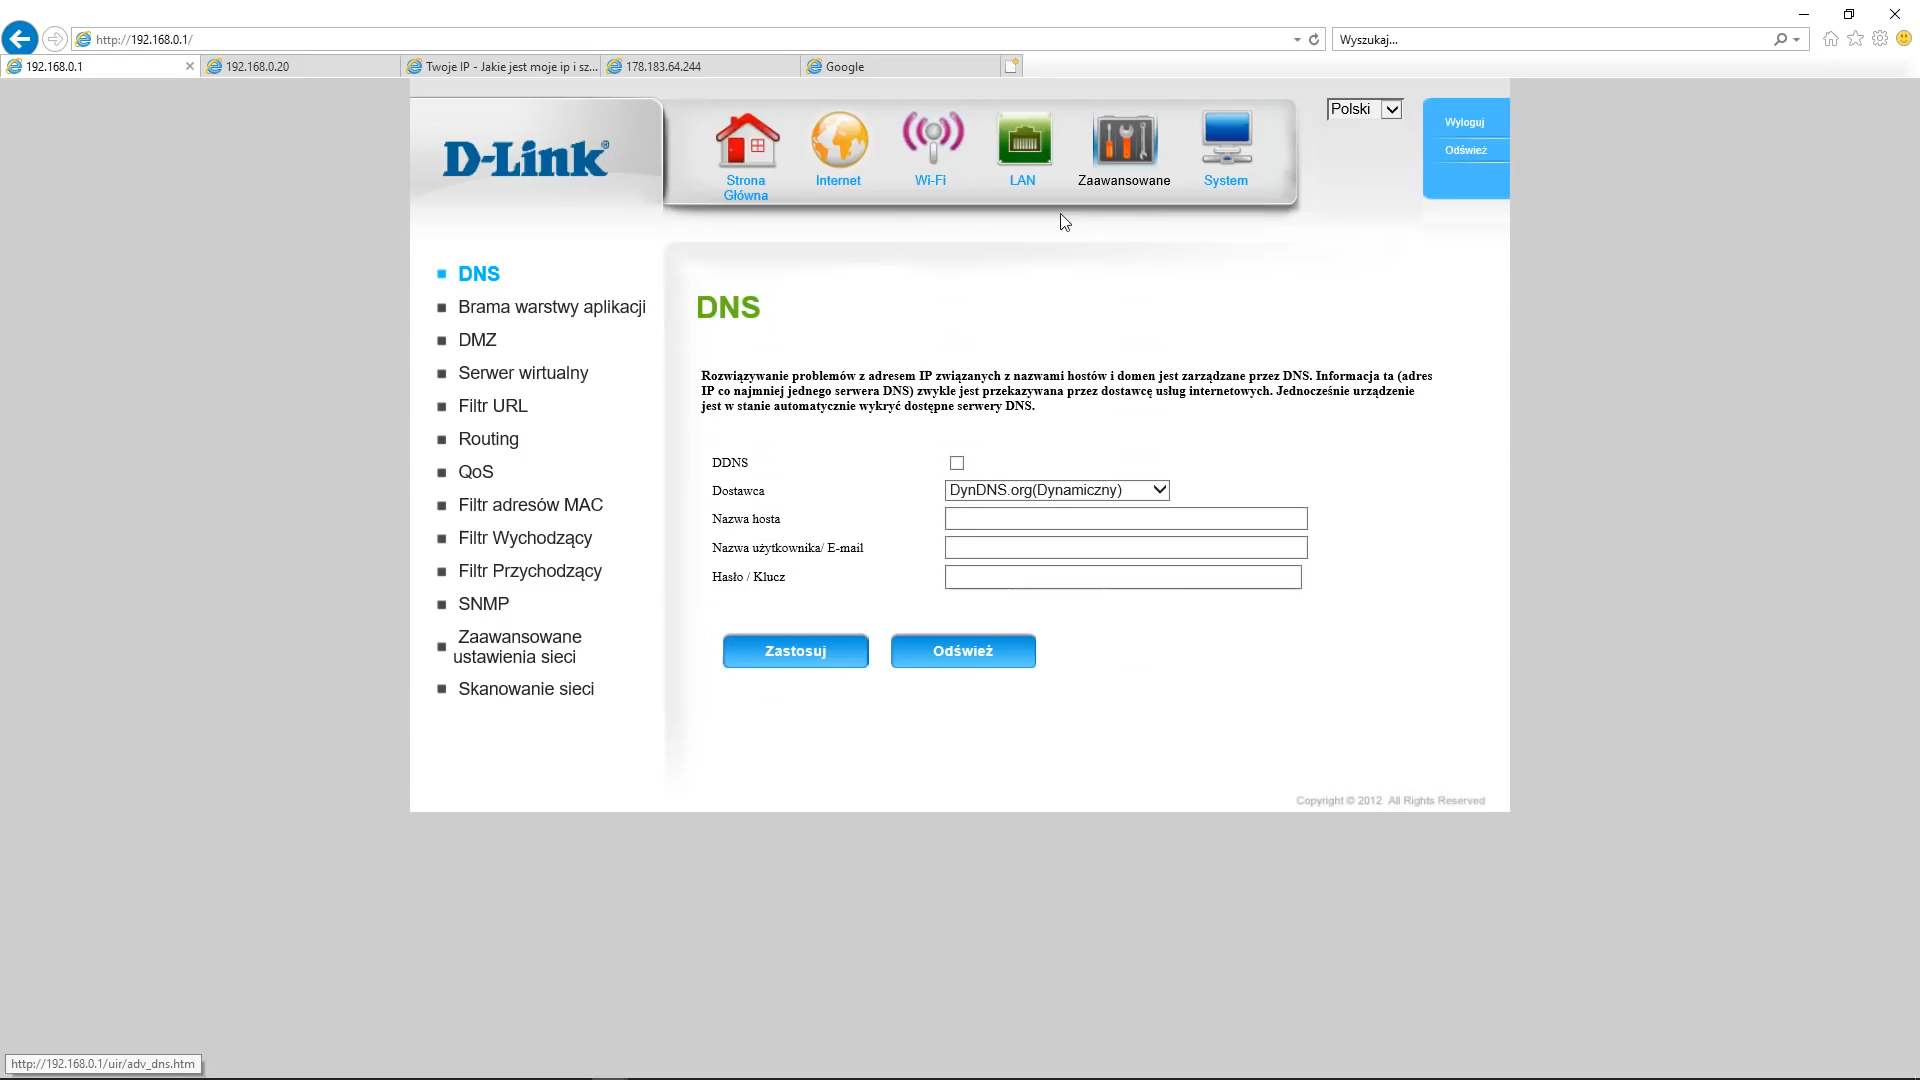 http://192.168.0.1/
Wyszukaj...
192.168.0.1
192.168.0.20
Twoje IP - Jakie jest moje ip i sz...
178.183.64.244
Google
D-Link®
Strona
Główna
Internet
Wi-Fi
LAN
Zaawansowane
System
Polski
Wyloguj
Odśwież
DNS
Brama warstwy aplikacji
DMZ
Serwer wirtualny
Filtr URL
Routing
QoS
Filtr adresów MAC
Filtr Wychodzący
Filtr Przychodzący
SNMP
Zaawansowane
ustawienia sieci
Skanowanie sieci
DNS
Rozwiązywanie problemów z adresem IP związanych z nazwami hostów i domen jest zarządzane przez DNS. Informacja ta (adres
IP co najmniej jednego serwera DNS) zwykle jest przekazywana przez dostawcę usług internetowych. Jednocześnie urządzenie
jest w stanie automatycznie wykryć dostępne serwery DNS.
DDNS
Dostawca
DynDNS.org(Dynamiczny)
Nazwa hosta
Nazwa użytkownika/ E-mail
Hasło / Klucz
Zastosuj
Odśwież
Copyright © 2012 All Rights Reserved
http://192.168.0.1/uir/adv_dns.htm